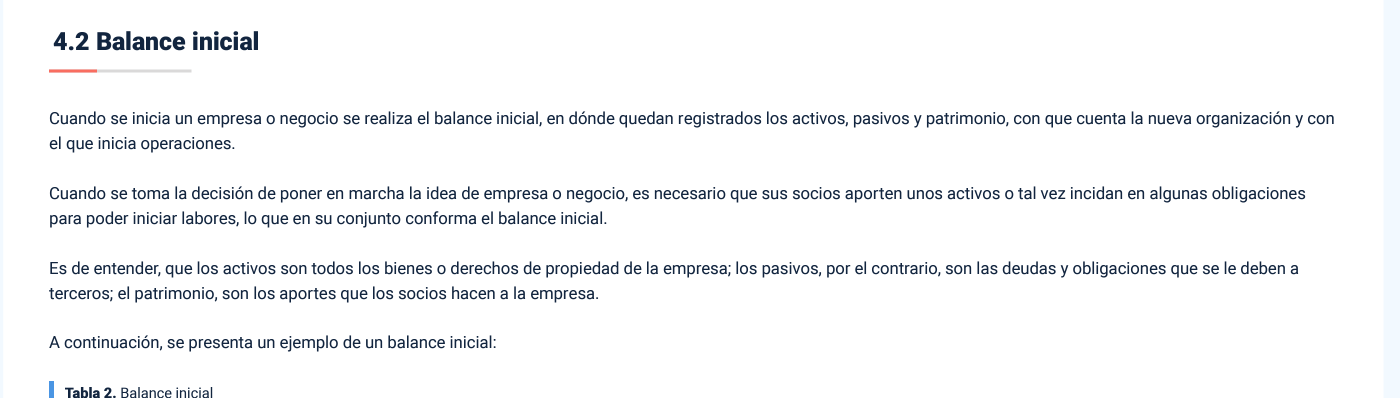 4.2 Balance inicial
Cuando se inicia un empresa o negocio se realiza el balance inicial, en dónde quedan registrados los activos, pasivos y patrimonio, con que cuenta la nueva organización y con
el que inicia operaciones.
Cuando se toma la decisión de poner en marcha la idea de empresa o negocio, es necesario que sus socios aporten unos activos o tal vez incidan en algunas obligaciones
para poder iniciar labores, lo que en su conjunto conforma el balance inicial.
Es de entender, que los activos son todos los bienes o derechos de propiedad de la empresa; los pasivos, por el contrario, son las deudas y obligaciones que se le deben a
terceros; el patrimonio, son los aportes que los socios hacen a la empresa.
A continuación, se presenta un ejemplo de un balance inicial:
Tabla 2. Balance inicial